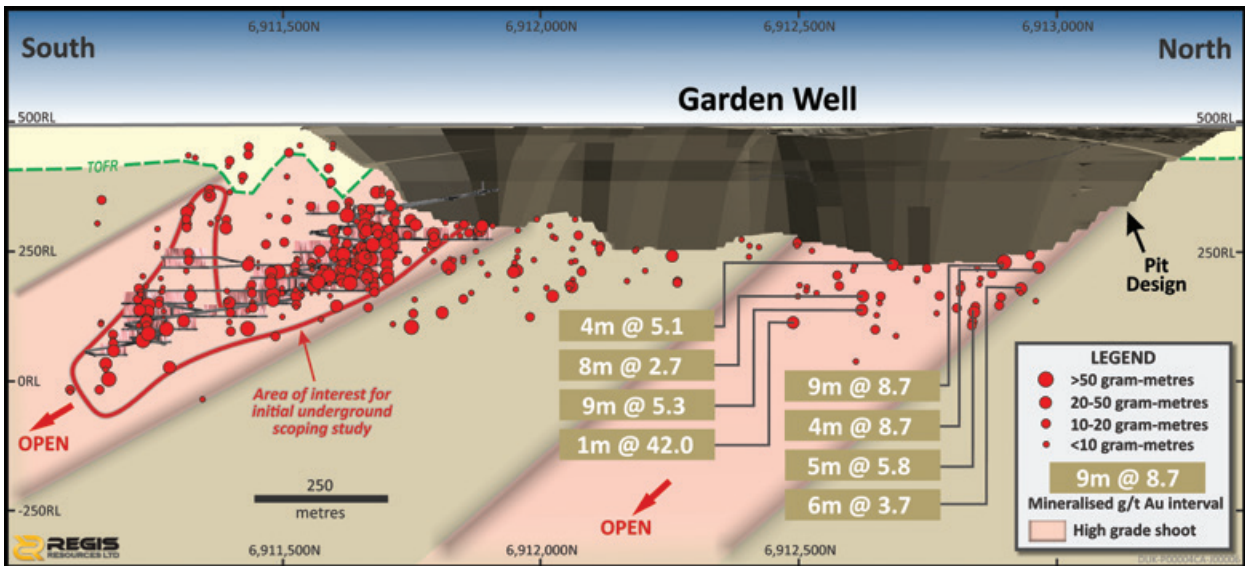 6,911,500N
6,912,000N
6,912,500N
6,913,000N
South
North
Garden Well
500RL
500RL
TOFR
250RL
250RL
Pit
Design
4m @ 5.1
8m @ 2.7
9m @ 5.3
1m @ 42.0
9m @ 8.7
4m @ 8.7
5m @ 5.8
6m @ 3.7
0RL
Area of interest for
initial underground
scoping study
OPEN
OPEN
250
metres
-250RL
LEGEND
>50 gram-metres
20-50 gram-metres
10-20 gram-metres
<10 gram-metres
9m @ 8.7
Mineralised g/t Au interval
High grade shoot
REGIS
RESOURCES LTD
6,911,500N
6,912,000N
6,912,500N